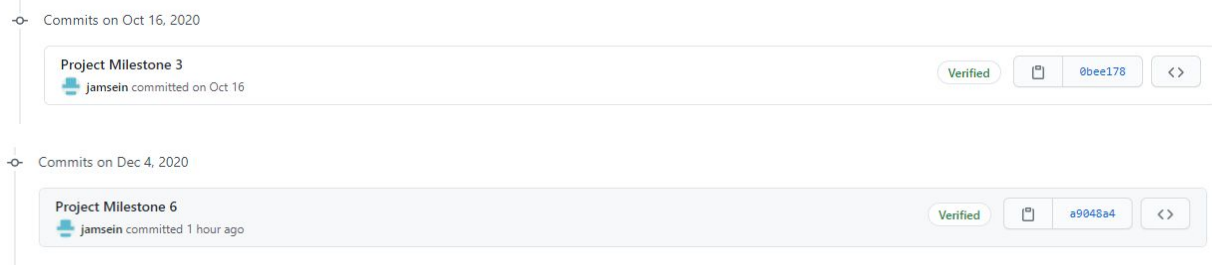 Commits on Oct 16, 2020
Project Milestone 3
jamsein committed on Oct 16
Verified
0bee178
Commits on Dec 4, 2020
Project Milestone 6
jamsein committed 1 hour ago
Verified
a9048a4